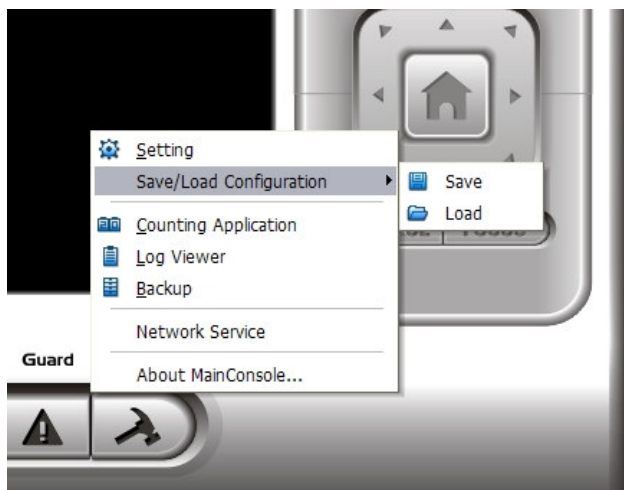 Setting
Save/Load Configuration
Save
Load
Counting Application
Log Viewer
Backup
Network Service
Guard
About MainConsole...